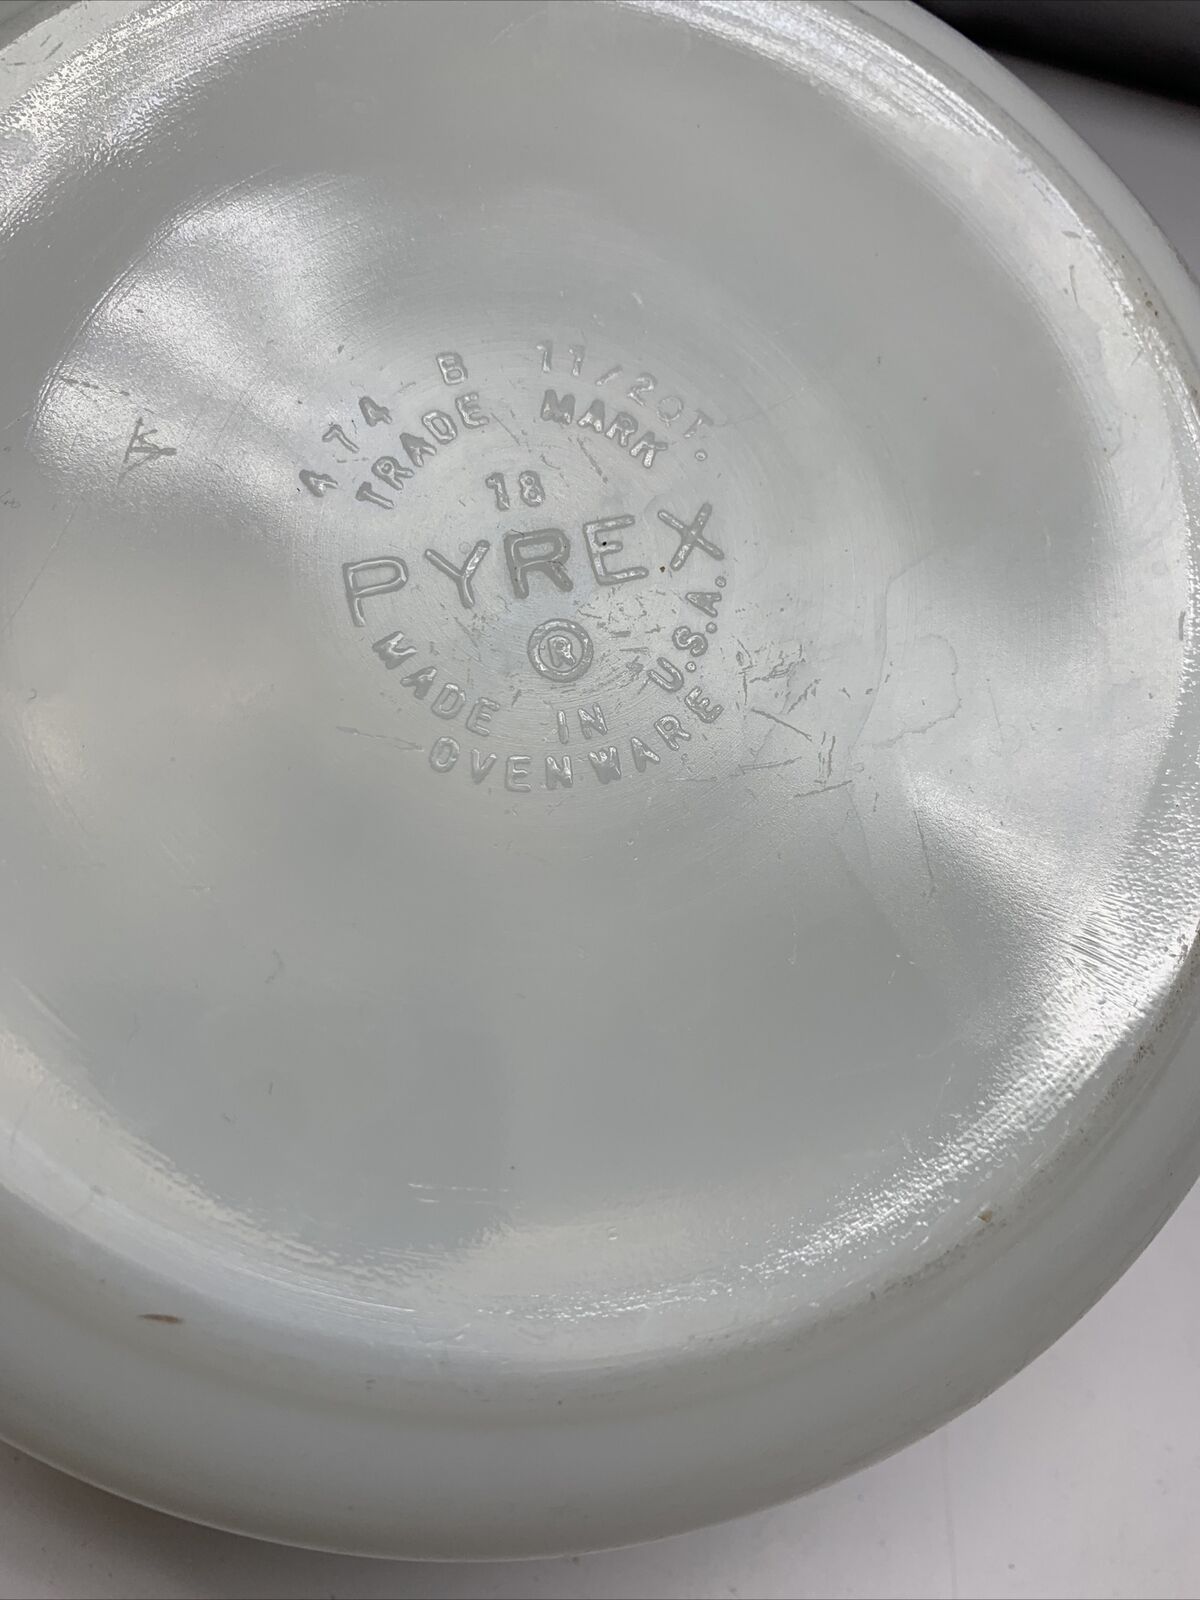 474 B 1 1/2 QT.
TRADE MARK
18
PYREX
®
MADE IN U.S.A.
OVENWARE